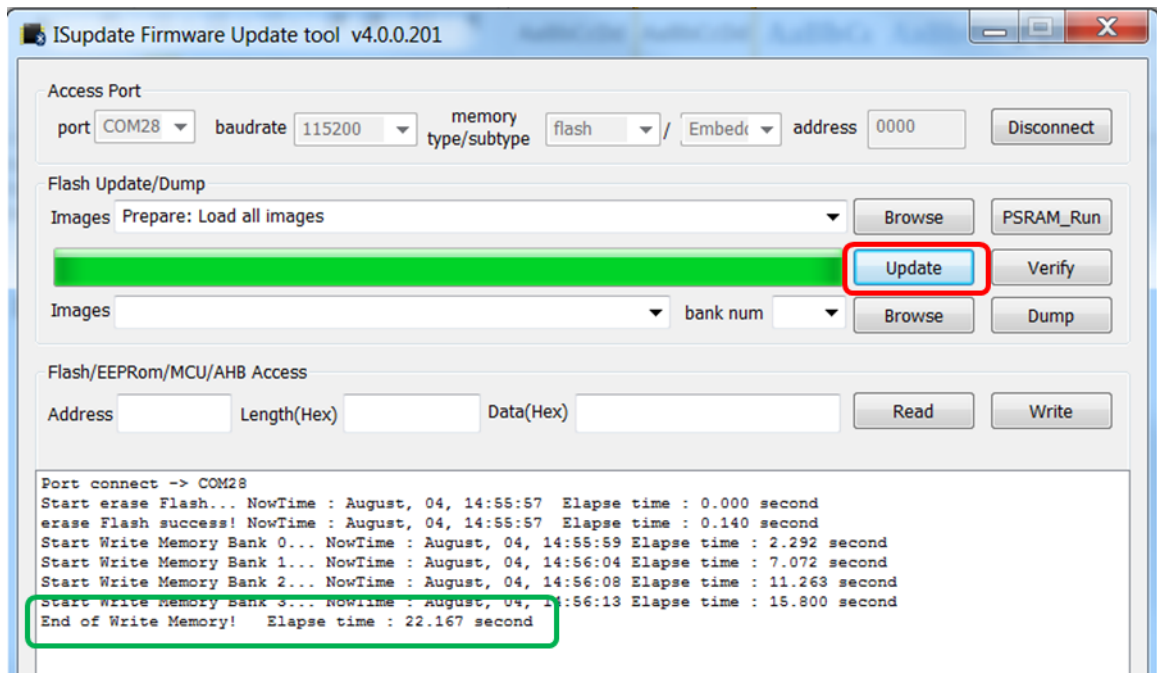 ISupdate Firmware Update tool v4.0.0.201
Access Port
port COM28 baudrate 115200 memory type/subtype flash / Embedd address 0000 Disconnect
Flash Update/Dump
Images Prepare: Load all images Browse PSRAM_Run
Update Verify
Images bank num Browse Dump
Flash/EEPRom/MCU/AHB Access
Address Length(Hex) Data(Hex) Read Write
Port connect -> COM28
Start erase Flash... NowTime : August, 04, 14:55:57 Elapse time : 0.000 second
erase Flash success! NowTime : August, 04, 14:55:57 Elapse time : 0.140 second
Start Write Memory Bank 0... NowTime : August, 04, 14:55:59 Elapse time : 2.292 second
Start Write Memory Bank 1... NowTime : August, 04, 14:56:04 Elapse time : 7.072 second
Start Write Memory Bank 2... NowTime : August, 04, 14:56:08 Elapse time : 11.263 second
Start Write Memory Bank 3... NowTime : August, 04, 14:56:13 Elapse time : 15.800 second
End of Write Memory! Elapse time : 22.167 second